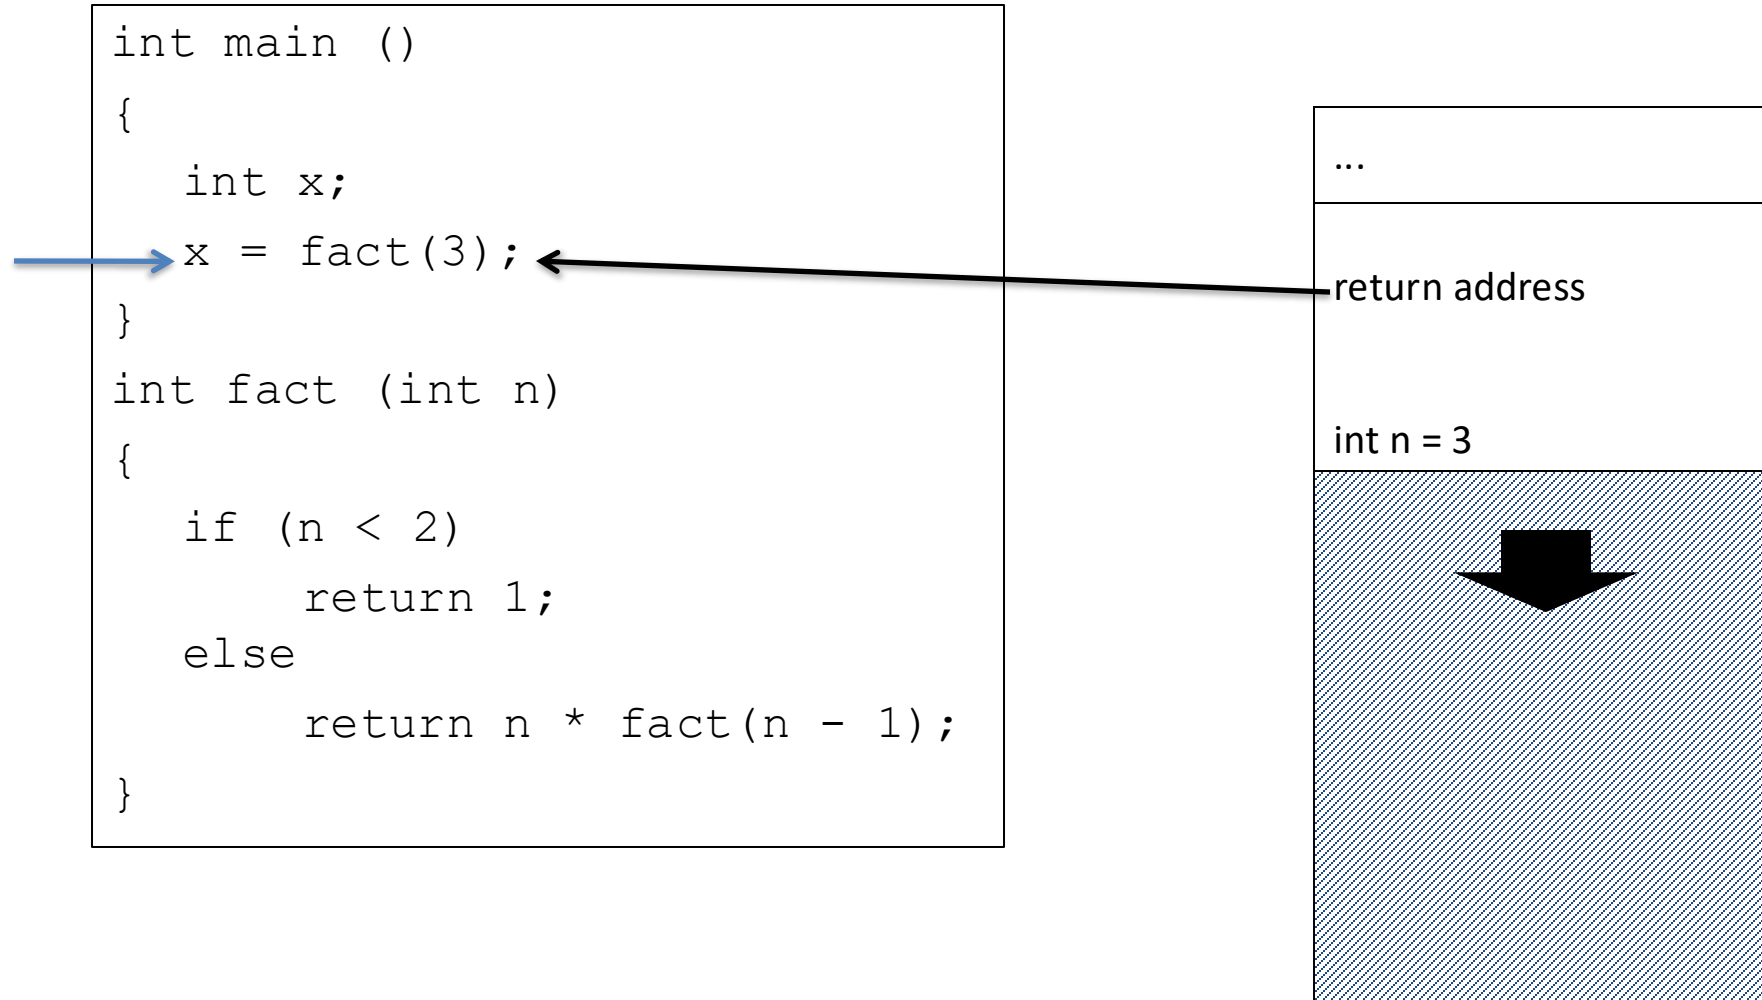 int main ()
{
int x;
x = fact(3);
}
int fact (int n)
{
if (n < 2)
return 1;
else
return n * fact(n - 1);
}
...
return address
int n = 3